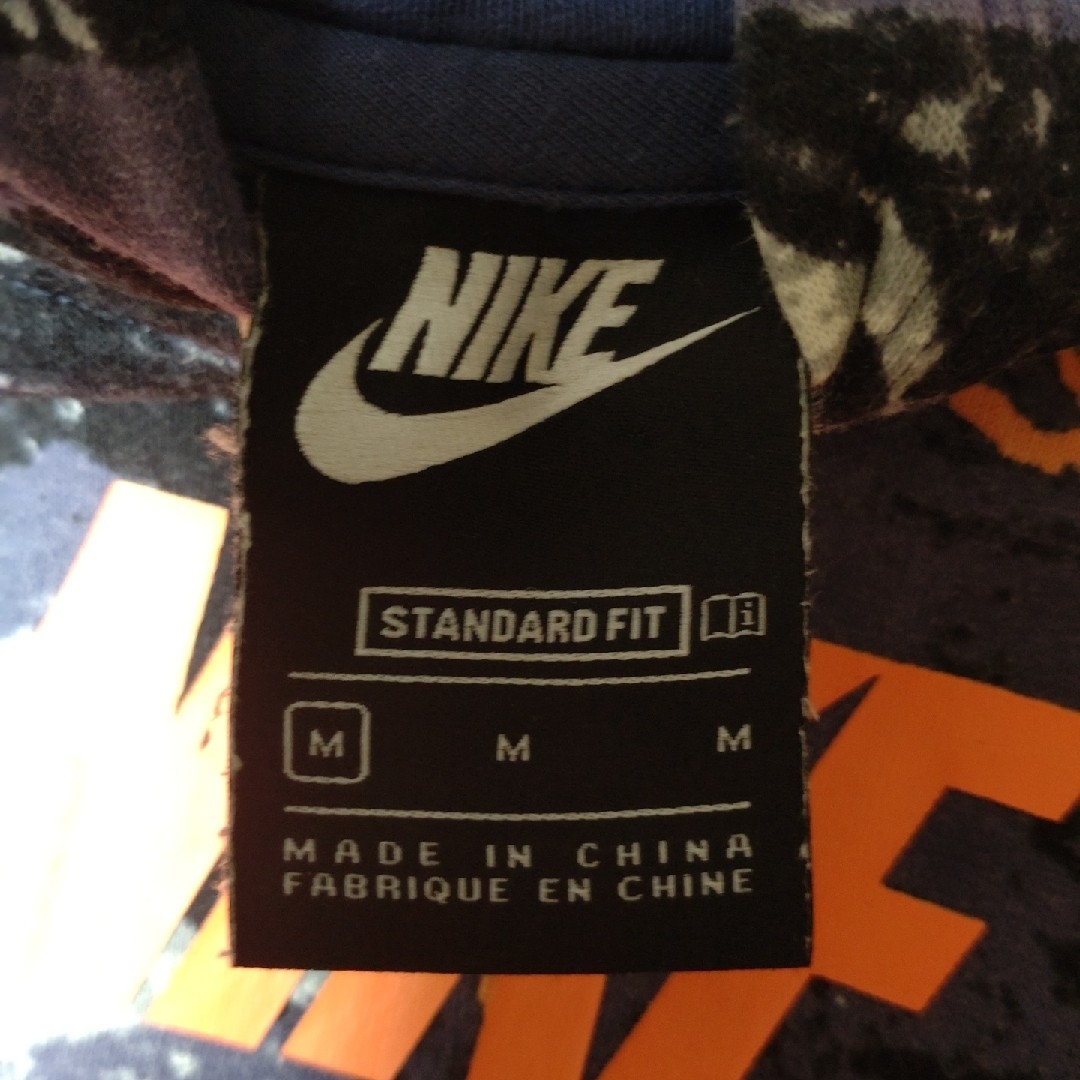 NIKE
STANDARD FIT i
M M M
MADE IN CHINA
FABRIQUE EN CHINE